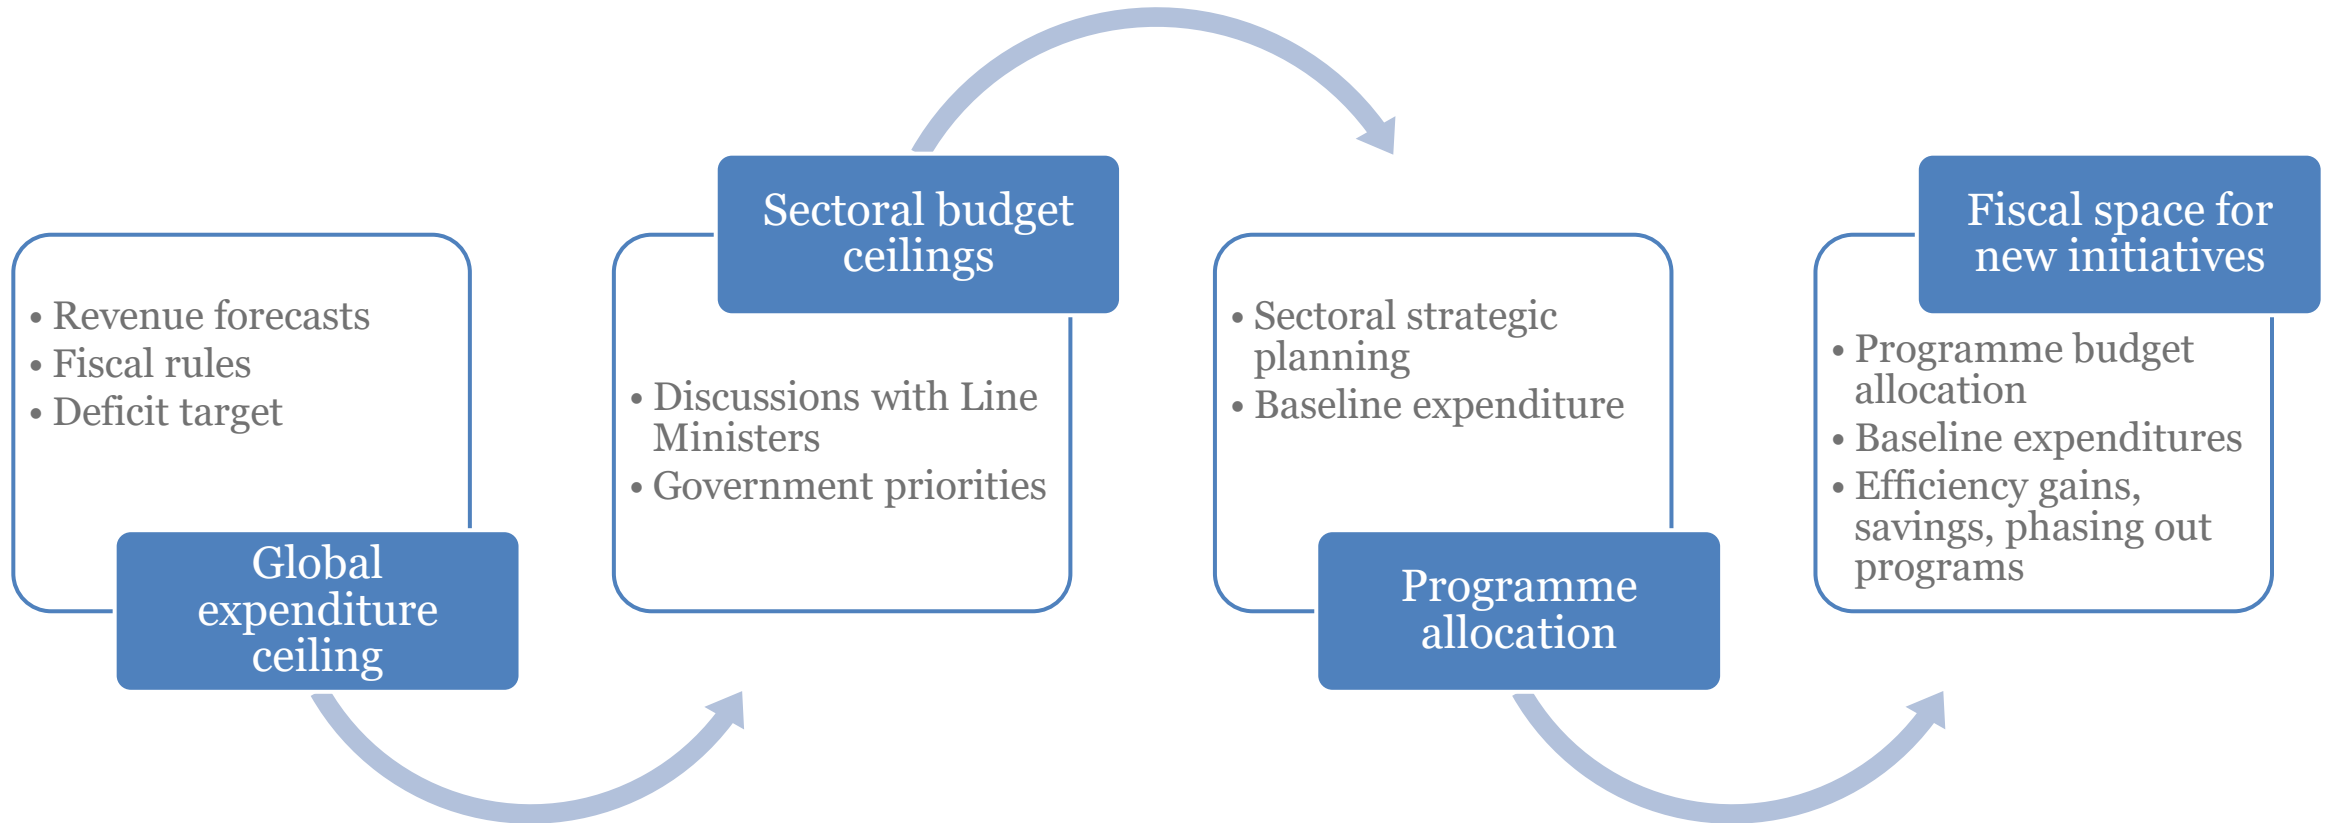 • Revenue forecasts
• Fiscal rules
• Deficit target
Global
expenditure
ceiling
Sectoral budget
ceilings
• Discussions with Line
Ministers
• Government priorities
• Sectoral strategic
planning
• Baseline expenditure
Programme
allocation
Fiscal space for
new initiatives
• Programme budget
allocation
• Baseline expenditures
• Efficiency gains,
savings, phasing out
programs